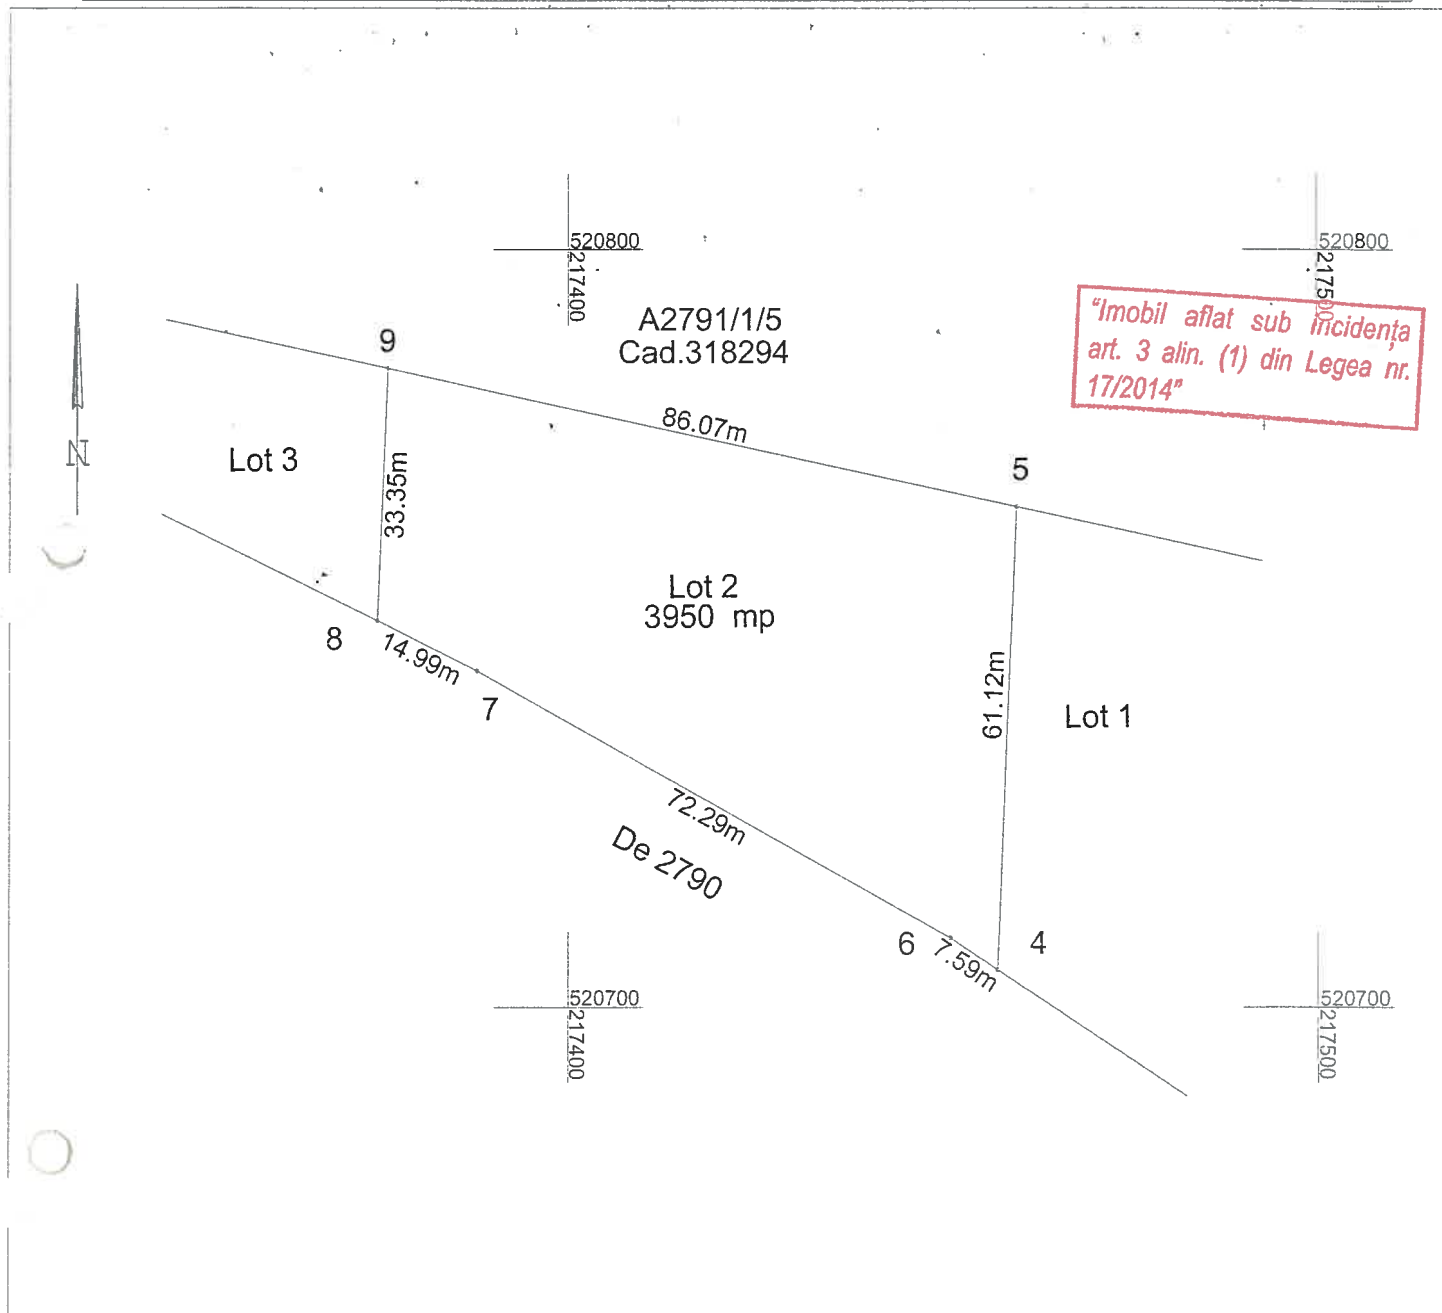 520800
217400
520800
217500
A2791/1/5
Cad.318294
"Imobil aflat sub incidența
art. 3 alin. (1) din Legea nr.
17/2014"
9
86.07m
N
Lot 3
33.35m
5
Lot 2
3950 mp
8
14.99m
7
61.12m
Lot 1
72.29m
De 2790
6
7.59m
4
520700
217400
520700
217500